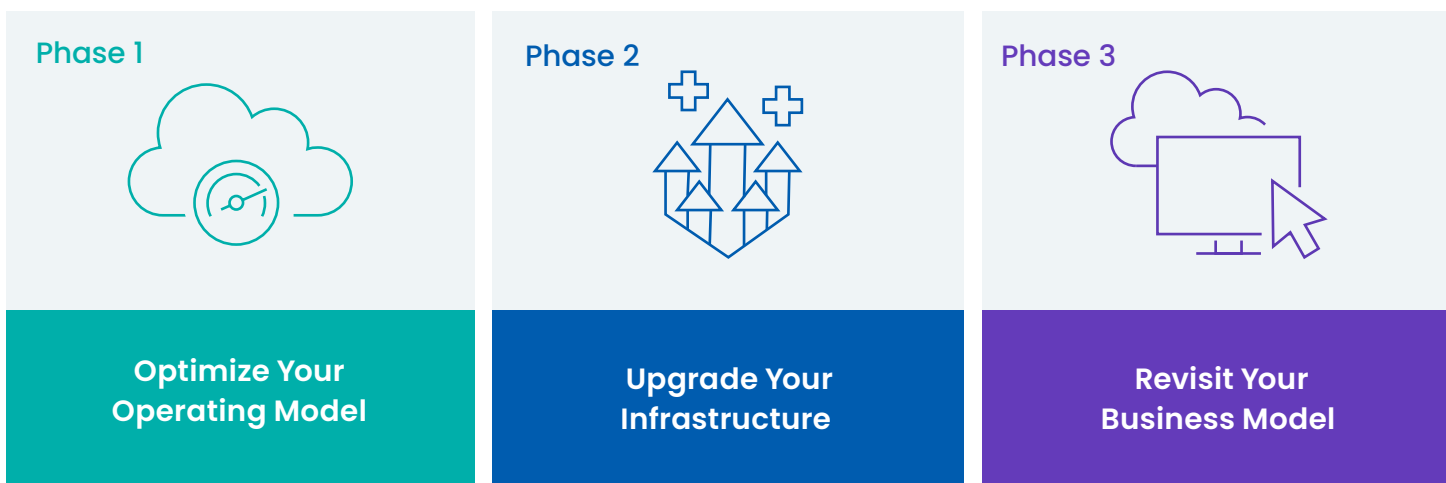 Phase 1
Optimize Your
Operating Model
Phase 2
Upgrade Your
Infrastructure
Phase 3
Revisit Your
Business Model